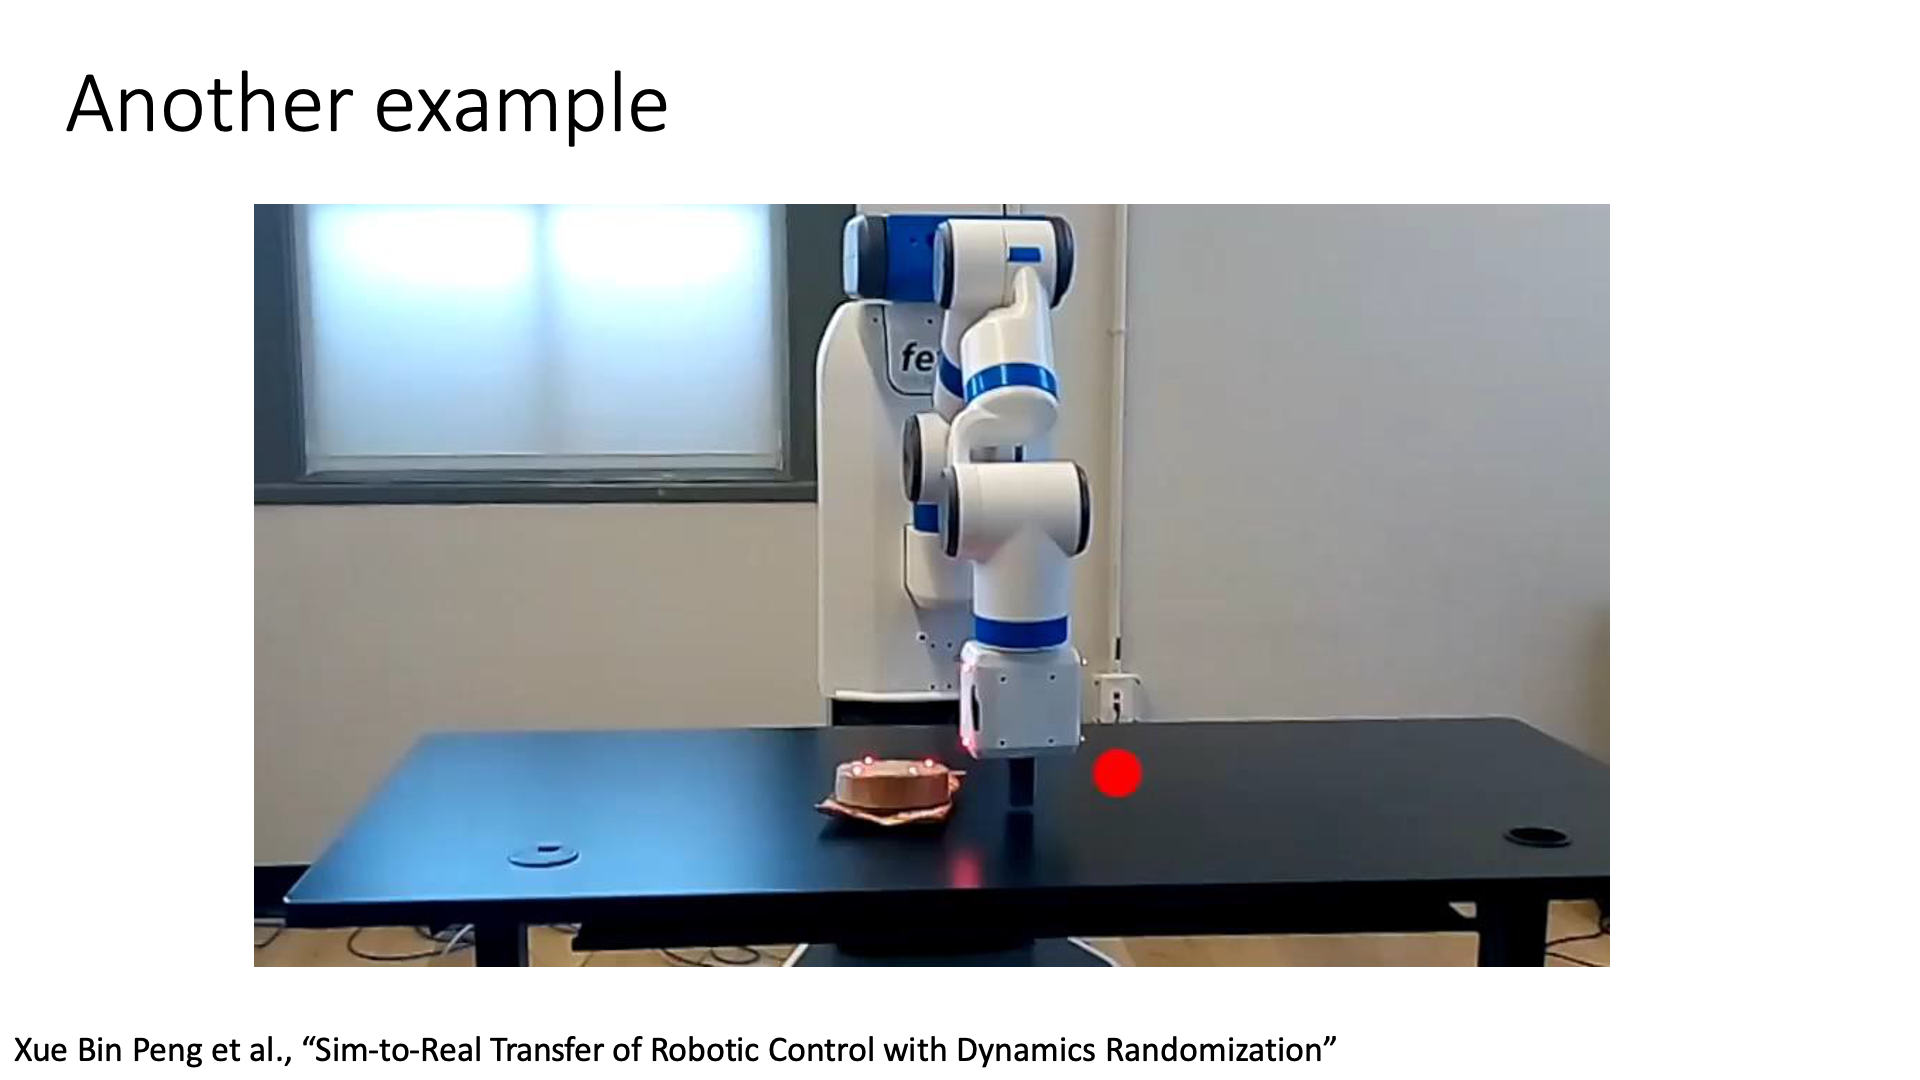 Another example
fe
Xue Bin Peng et al., “Sim-to-Real Transfer of Robotic Control with Dynamics Randomization”